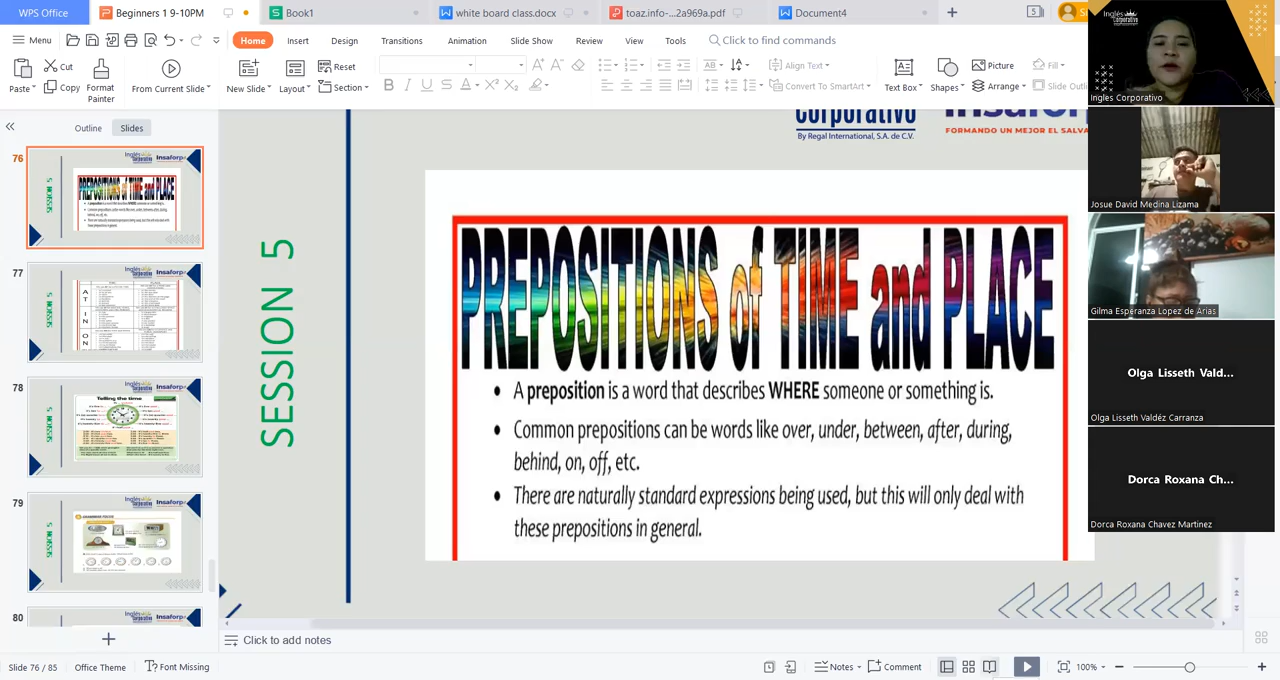 WPS Office
Beginners 1 9-10PM
Book1
white board class.docx
toaz.info-...2a969a.pdf
Document4
Menu
Home
Insert
Design
Transitions
Animation
Slide Show
Review
View
Tools
Click to find commands
Paste
Cut
Copy
Format Painter
From Current Slide
New Slide
Layout
Reset
Section
Align Text
Convert To SmartArt
Text Box
Shapes
Picture
Fill
Arrange
Slide Outli
Outline
Slides
76
77
78
79
80
SESSION 5
Corporativo
By Regal International, S.A. de C.V.
FORMANDO UN MEJOR EL SALVA
PREPOSITIONS of TIME and PLACE
• A preposition is a word that describes WHERE someone or something is.
• Common prepositions can be words like over, under, between, after, during,
behind, on, off, etc.
• There are naturally standard expressions being used, but this will only deal with
these prepositions in general.
Inglés Corporativo
Ingles Corporativo
Josue David Medina Lizama
Gilma Esperanza Lopez de Arias
Olga Lisseth Vald...
Olga Lisseth Valdéz Carranza
Dorca Roxana Ch...
Dorca Roxana Chavez Martinez
Click to add notes
Slide 76 / 85
Office Theme
Font Missing
Notes
Comment
100%